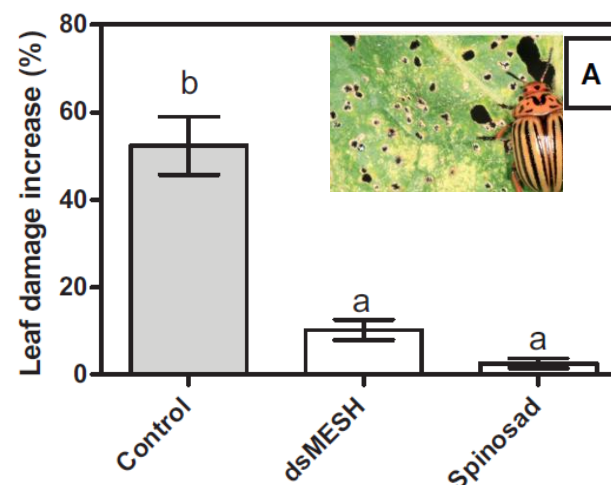 Leaf damage increase (%)
80
60
40
20
0
b
a
a
A
Control
dsMESH
Spinosad